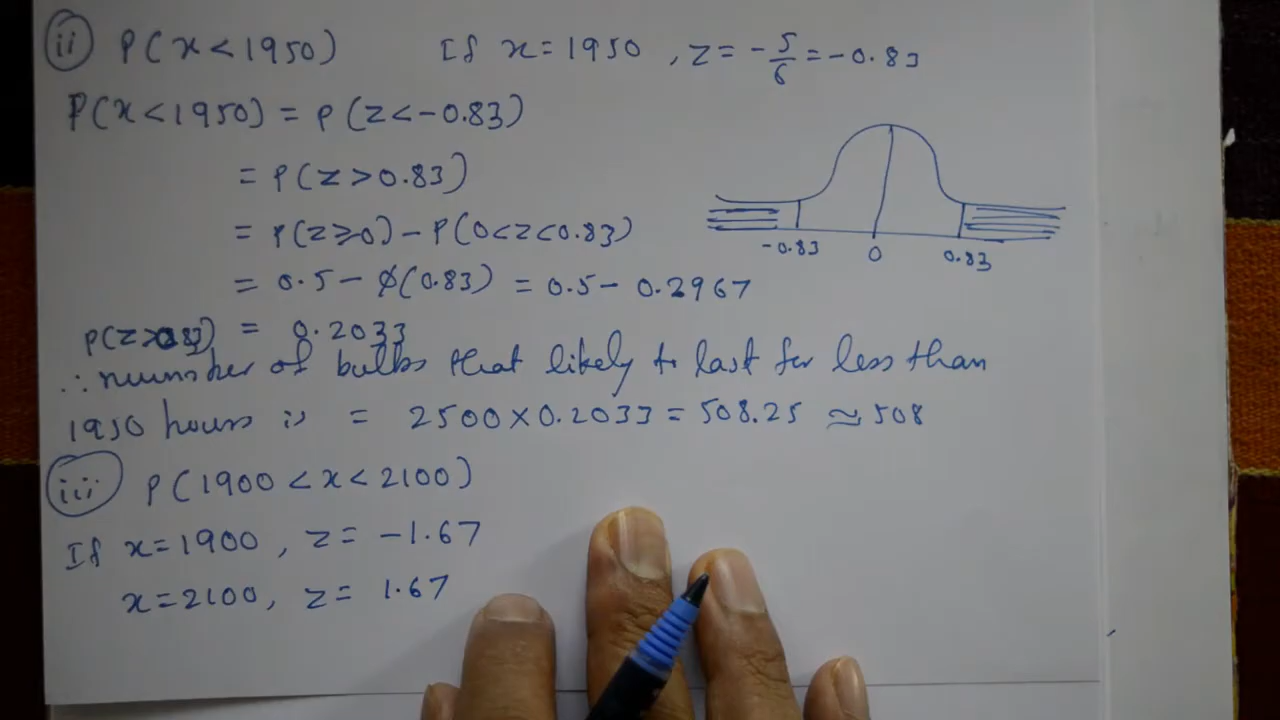 ii P(x<1950) If x=1950, z=-5/6=-0.83
P(x<1950) = P(z<-0.83)
= P(z>0.83)
= P(z≥0)-P(0<z<0.83)
= 0.5-ϕ(0.83) = 0.5-0.2967
-0.83 0 0.83
P(z>0.83) = 0.2033
∴ number of bulbs that likely to last for less than
1950 hours is = 2500×0.2033=508.25 ≃508
iii P(1900<x<2100)
If x=1900, z=-1.67
x=2100, z= 1.67